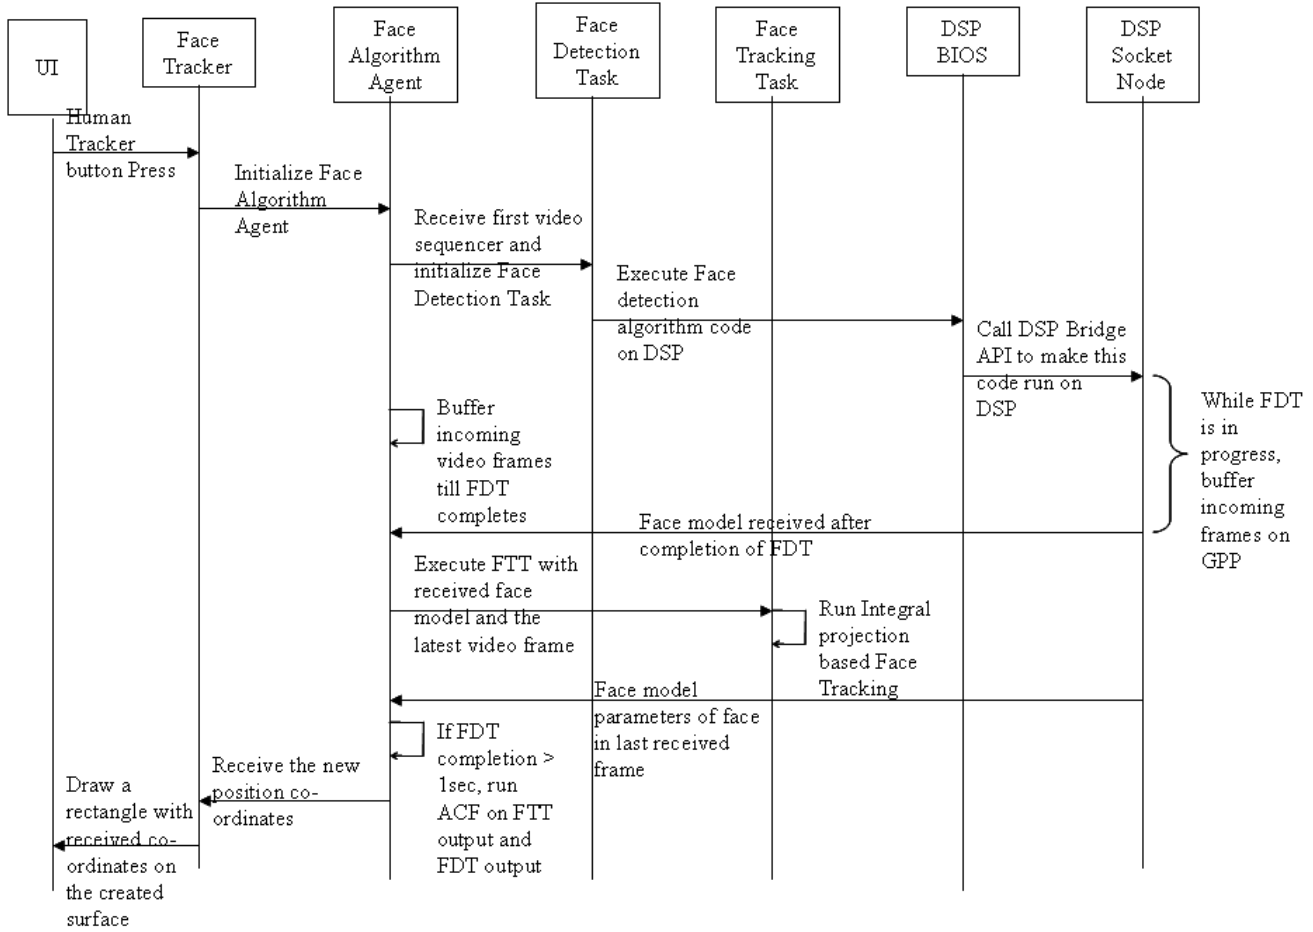 UI
Face
Tracker
Face
Algorithm
Agent
Face
Detection
Task
Face
Tracking
Task
DSP
BIOS
DSP
Socket
Node
Human
Tracker
button Press
Initialize Face
Algorithm
Agent
Receive first video
sequencer and
initialize Face
Detection Task
Execute Face
detection
algorithm code
on DSP
Call DSP Bridge
API to make this
code run on
DSP
While FDT
is in
progress,
buffer
incoming
frames on
GPP
Buffer
incoming
video frames
till FDT
completes
Face model received after
completion of FDT
Execute FTT with
received face
model and the
latest video frame
Run Integral
projection
based Face
Tracking
Face model
parameters of face
in last received
frame
If FDT
completion >
1sec, run
ACF on FTT
output and
FDT output
Receive the new
position co-
ordinates
Draw a
rectangle with
received co-
ordinates on
the created
surface